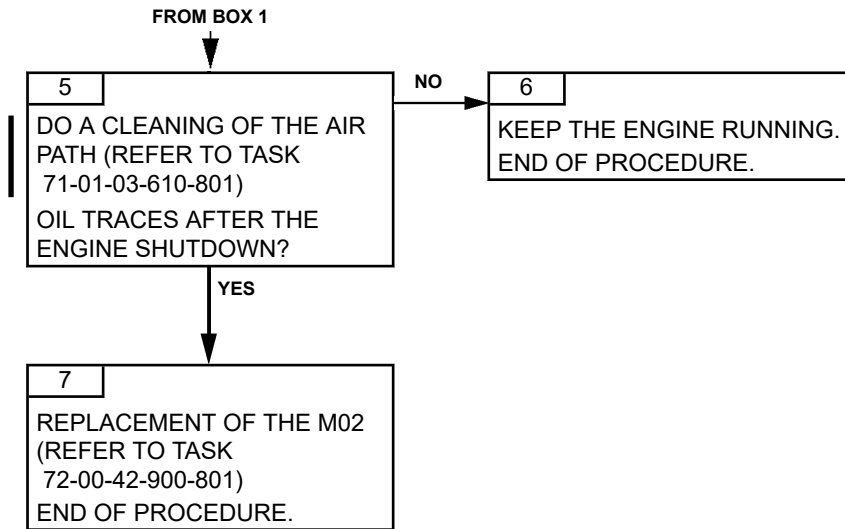 FROM BOX 1
5
DO A CLEANING OF THE AIR
PATH (REFER TO TASK
71-01-03-610-801)
OIL TRACES AFTER THE
ENGINE SHUTDOWN?
NO
6
KEEP THE ENGINE RUNNING.
END OF PROCEDURE.
YES
7
REPLACEMENT OF THE M02
(REFER TO TASK
72-00-42-900-801)
END OF PROCEDURE.